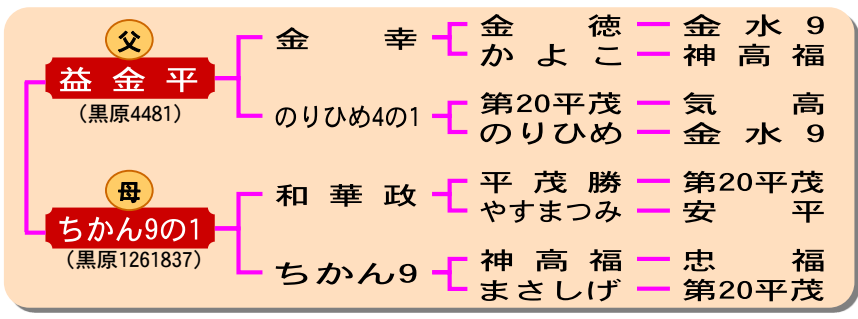 父
益金平
(黒原4481)
金幸
金徳
金水9
かよこ
神高福
のりひめ4の1
第20平茂
気高
のりひめ
金水9
母
ちかん9の1
(黒原1261837)
和華政
平茂勝
第20平茂
やすまつみ
安平
ちかん9
神高福
忠福
まさしげ
第20平茂